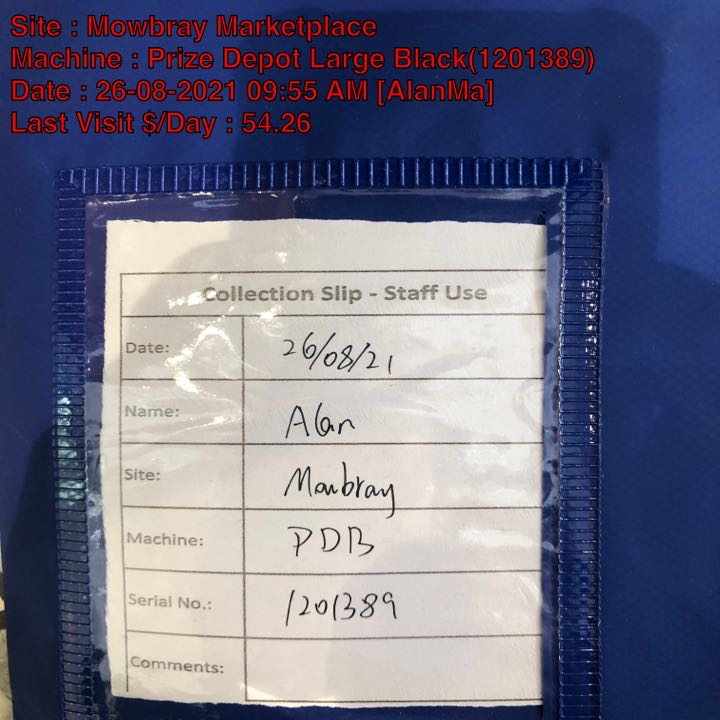 Site : Mowbray Marketplace
Machine : Prize Depot Large Black(1201389)
Date : 26-08-2021 09:55 AM [AlanMa]
Last Visit $/Day : 54.26
Collection Slip - Staff Use
Date: 26/08/21
Name: Alan
Site: Mowbray
Machine: PDB
Serial No.: 1201389
Comments: